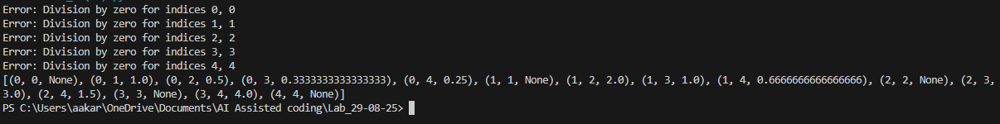 Error: Division by zero for indices 0, 0
Error: Division by zero for indices 1, 1
Error: Division by zero for indices 2, 2
Error: Division by zero for indices 3, 3
Error: Division by zero for indices 4, 4
[(0, 0, None), (0, 1, 1.0), (0, 2, 0.5), (0, 3, 0.3333333333333333), (0, 4, 0.25), (1, 1, None), (1, 2, 2.0), (1, 3, 1.0), (1, 4, 0.6666666666666666), (2, 2, None), (2, 3,
3.0), (2, 4, 1.5), (3, 3, None), (3, 4, 4.0), (4, 4, None)]
PS C:\Users\aakar\OneDrive\Documents\AI Assisted coding\Lab_29-08-25>